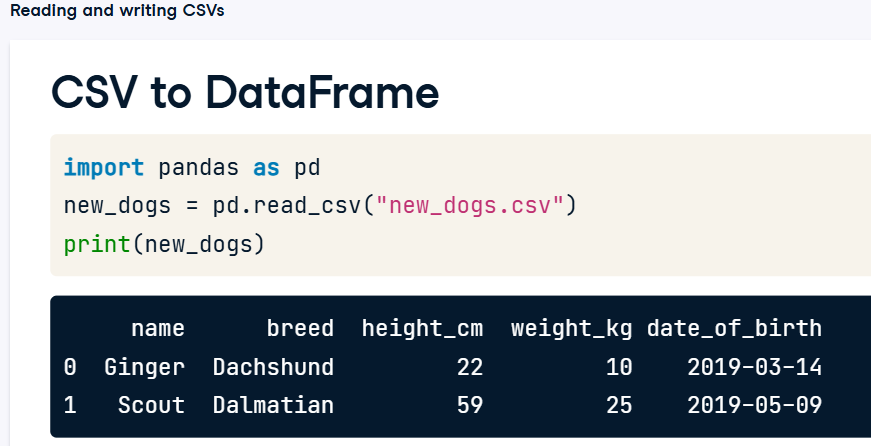 Reading and writing CSVs
CSV to DataFrame
import pandas as pd
new_dogs = pd.read_csv("new_dogs.csv")
print(new_dogs)
name breed height_cm weight_kg date_of_birth
0 Ginger Dachshund 22 10 2019-03-14
1 Scout Dalmatian 59 25 2019-05-09